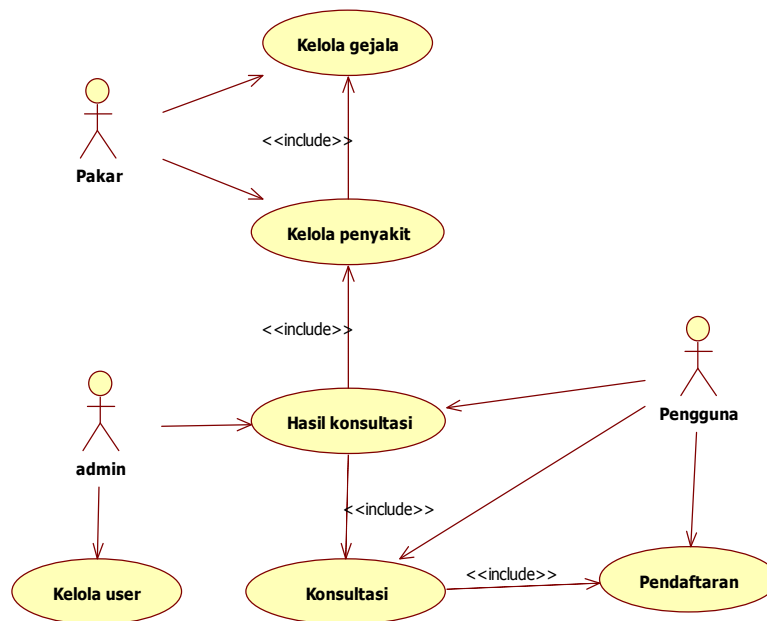 Kelola gejala
<<include>>
Pakar
Kelola penyakit
<<include>>
Hasil konsultasi
Pengguna
admin
<<include>>
<<include>>
Kelola user
Konsultasi
Pendaftaran